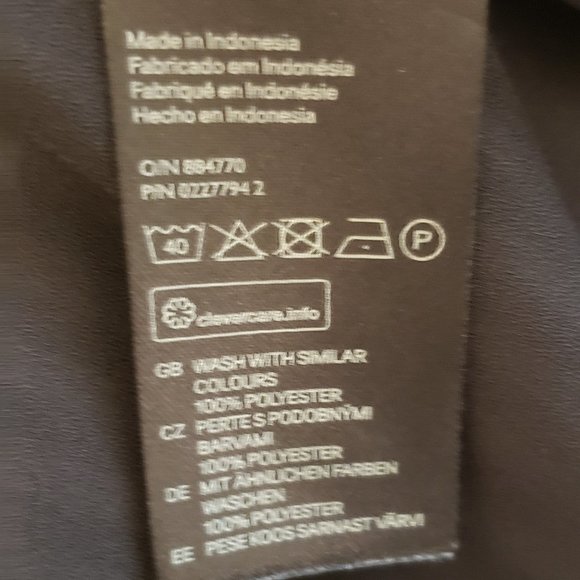 Made in Indonesia
Fabricado em Indonésia
Fabriqué en Indonésie
Hecho en Indonesia
O/N 884770
P/N 0227794 2
40
P
clevercare.info
GB WASH WITH SIMILAR
COLOURS
100% POLYESTER
CZ PERTE S PODOBNÝMI
BARVAMI
100% POLYESTER
DE MIT ÄHNLICHEN FARBEN
WASCHEN
100% POLYESTER
EE PESE KOOS SARNAST VÄRVI